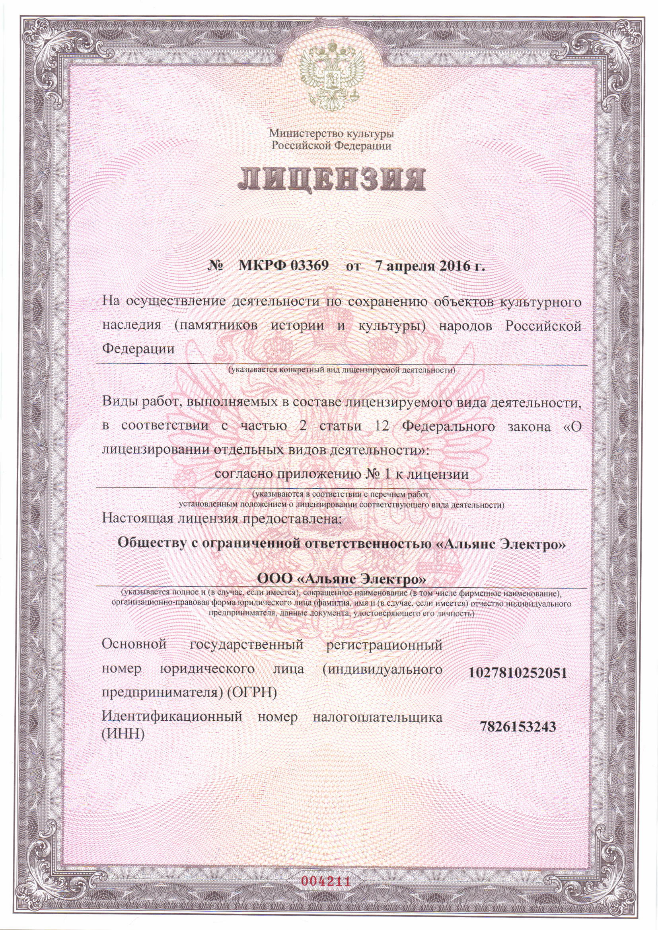 Министерство культуры
Российской Федерации
ЛИЦЕНЗИЯ
№ МКРФ 03369 от 7 апреля 2016 г.
На осуществление деятельности по сохранению объектов культурного
наследия (памятников истории и культуры) народов Российской
Федерации
(указывается конкретный вид лицензируемой деятельности)
Виды работ, выполняемых в составе лицензируемого вида деятельности,
в соответствии с частью 2 статьи 12 Федерального закона «О
лицензировании отдельных видов деятельности»:
согласно приложению № 1 к лицензии
(указываются в соответствии с перечнем работ,
установленным положением о лицензировании соответствующего вида деятельности)
Настоящая лицензия предоставлена:
Обществу с ограниченной ответственностью «Альянс Электро»
ООО «Альянс Электро»
(указывается полное и (в случае, если имеется), сокращенное наименование (в том числе фирменное наименование),
организационно-правовая форма юридического лица (фамилия, имя и (в случае, если имеется) отчество индивидуального
предпринимателя, данные документа, удостоверяющего его личность)
Основной государственный регистрационный
номер юридического лица (индивидуального
предпринимателя) (ОГРН)
1027810252051
Идентификационный номер налогоплательщика
(ИНН)
7826153243
004211